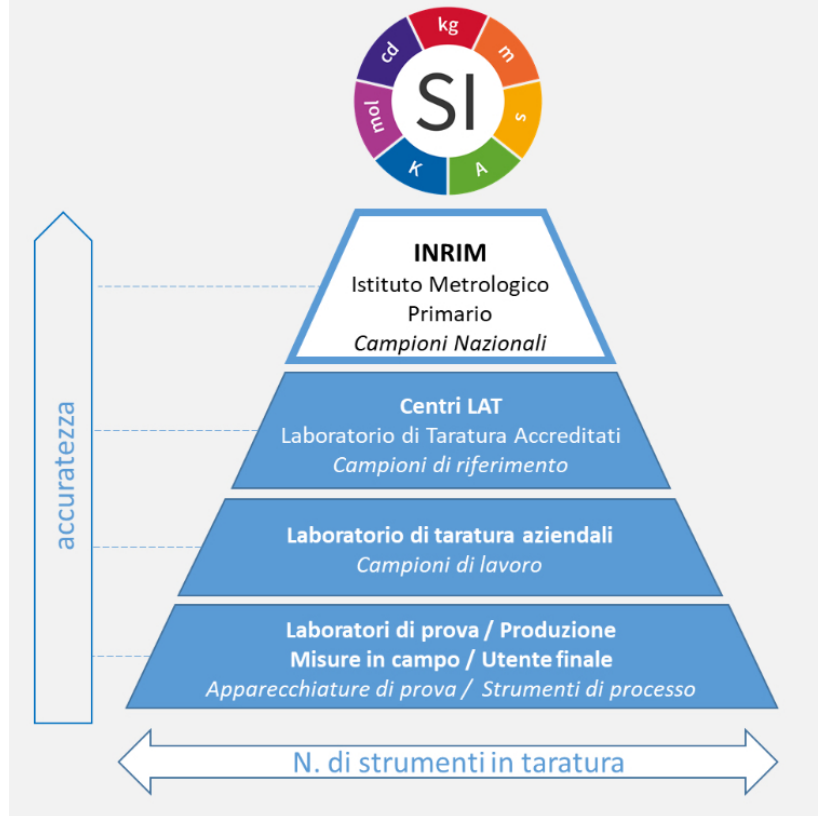 kg
m
s
A
K
mol
cd
SI
INRIM
Istituto Metrologico
Primario
Campioni Nazionali
Centri LAT
Laboratorio di Taratura Accreditati
Campioni di riferimento
Laboratorio di taratura aziendali
Campioni di lavoro
Laboratori di prova / Produzione
Misure in campo / Utente finale
Apparecchiature di prova / Strumenti di processo
accuratezza
N. di strumenti in taratura